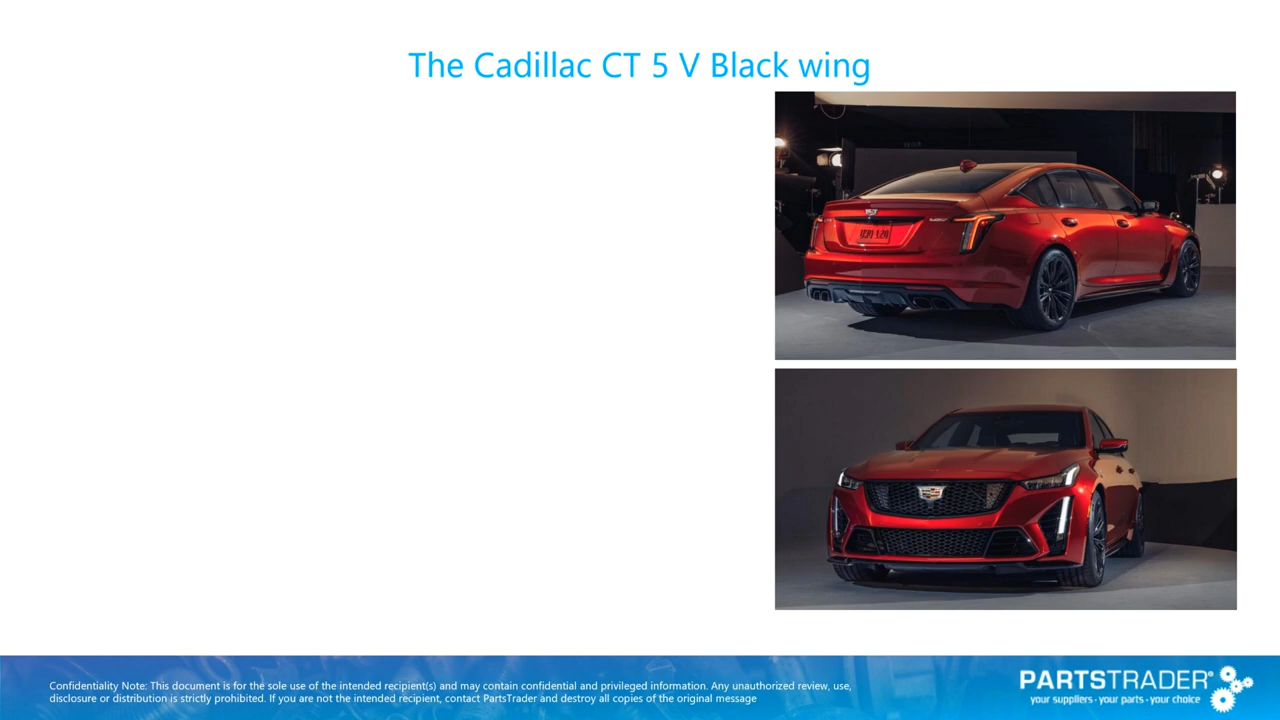 The Cadillac CT 5 V Black wing
Confidentiality Note: This document is for the sole use of the intended recipient(s) and may contain confidential and privileged information. Any unauthorized review, use,
disclosure or distribution is strictly prohibited. If you are not the intended recipient, contact PartsTrader and destroy all copies of the original message
PARTSTRADER®
your suppliers · your parts · your choice